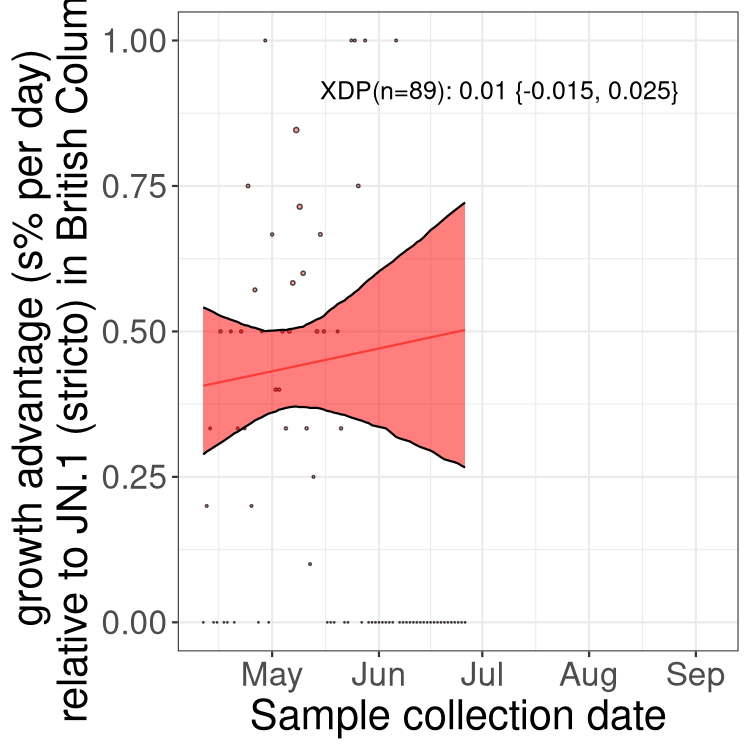 growth advantage (s% per day)
relative to JN.1 (stricto) in British Colum
1.00
0.75
0.50
0.25
0.00
XDP(n=89): 0.01 {-0.015, 0.025}
May Jun Jul Aug Sep
Sample collection date